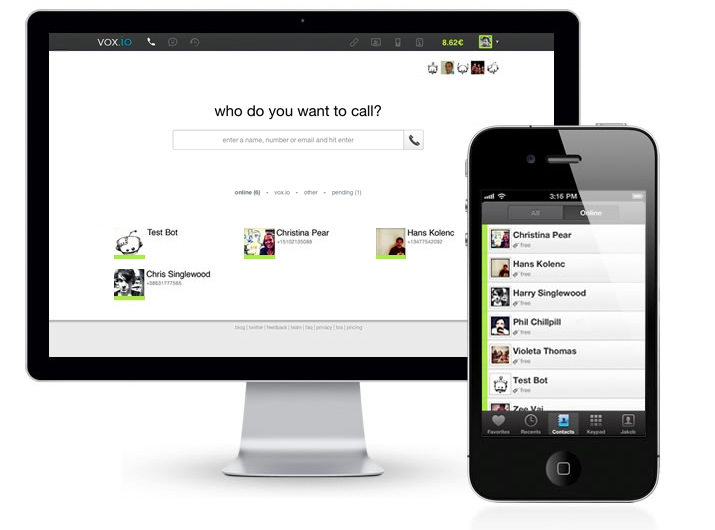 vox.io
8.62€
who do you want to call?
enter a name, number or email and hit enter
online (6) • vox.io • other • pending (1)
Test Bot
Christina Pear
+15102135088
Hans Kolenc
+13477542092
Chris Singlewood
+38631777585
blog | twitter | feedback | team | faq | privacy | tos | pricing
3:16 PM
All
Online
Christina Pear
free
Hans Kolenc
free
Harry Singlewood
free
Phil Chillpill
free
Violeta Thomas
free
Test Bot
free
Zee Vai
Favorites
Recents
Contacts
Keypad
Jakob